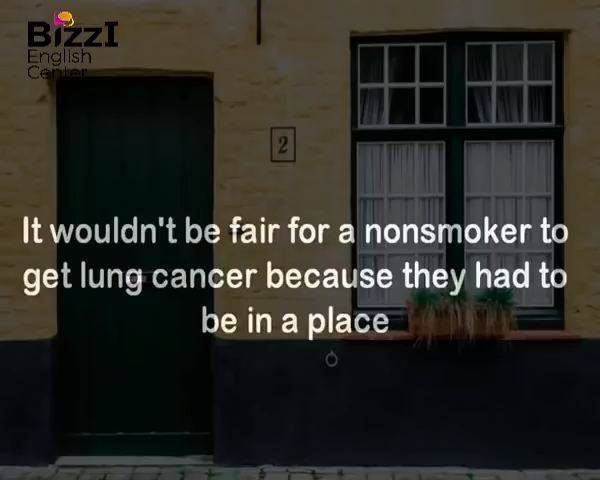 BizzI
English
Center
2
It wouldn't be fair for a nonsmoker to
get lung cancer because they had to
be in a place